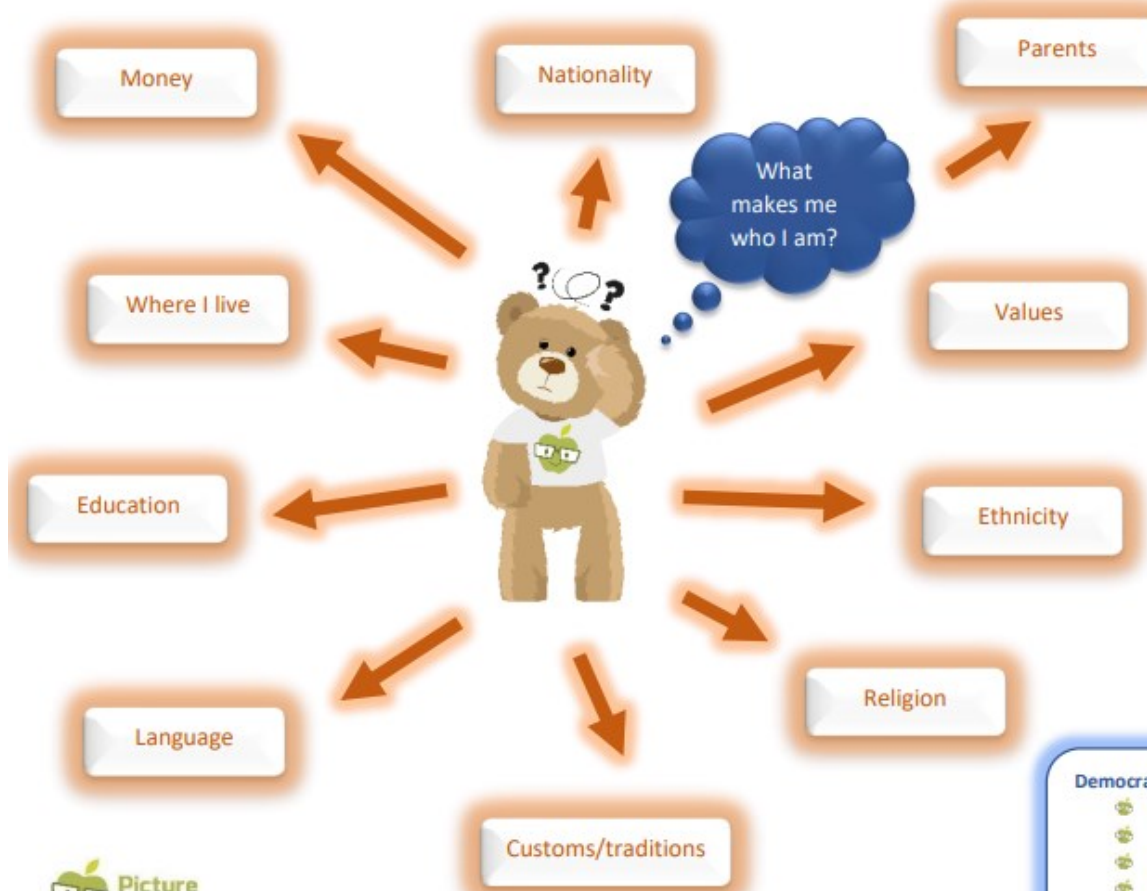 Money
Nationality
Parents
What
makes me
who I am?
? ?
Where I live
Values
Education
Ethnicity
Religion
Language
Customs/traditions
Picture